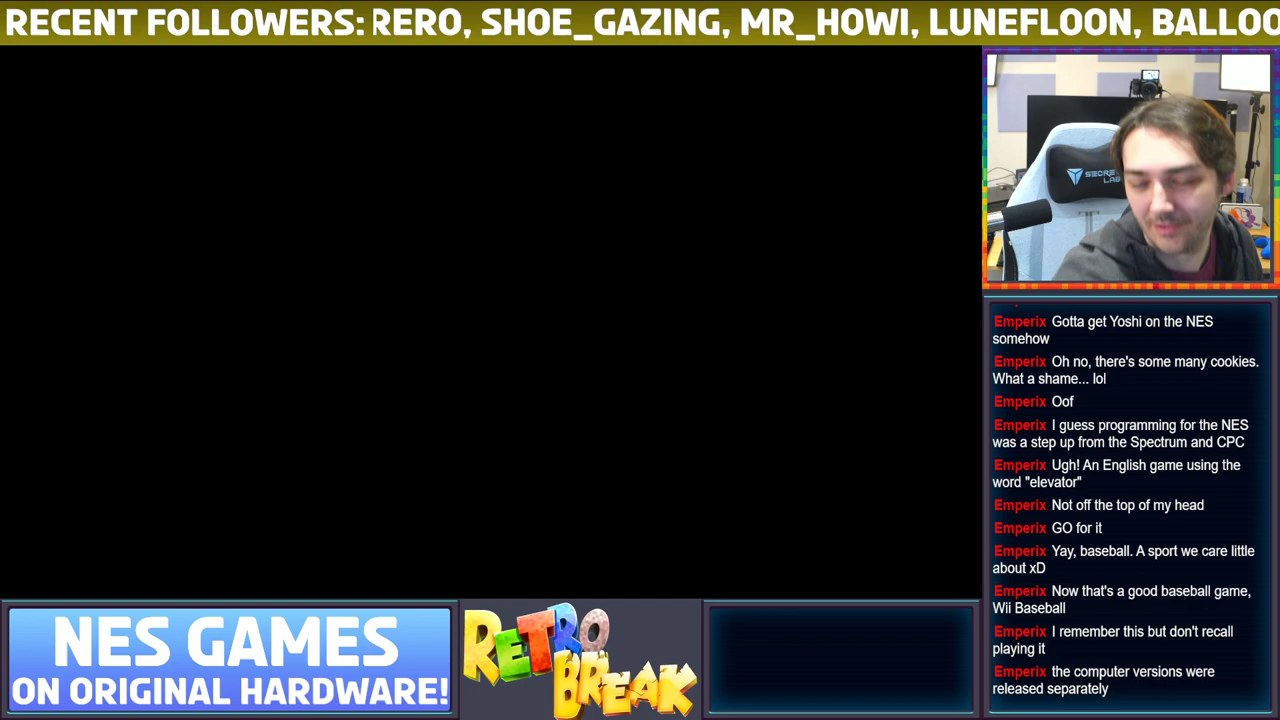 RECENT FOLLOWERS: RERO, SHOE_GAZING, MR_HOWI, LUNEFLOON, BALLOO
SECRE
LAB
Emperix Gotta get Yoshi on the NES
somehow
Emperix Oh no, there's some many cookies.
What a shame... lol
Emperix Oof
Emperix I guess programming for the NES
was a step up from the Spectrum and CPC
Emperix Ugh! An English game using the
word "elevator"
Emperix Not off the top of my head
Emperix GO for it
Emperix Yay, baseball. A sport we care little
about xD
Emperix Now that's a good baseball game,
Wii Baseball
Emperix I remember this but don't recall
playing it
Emperix the computer versions were
released separately
NES GAMES
ON ORIGINAL HARDWARE!
RETRO
BREAK